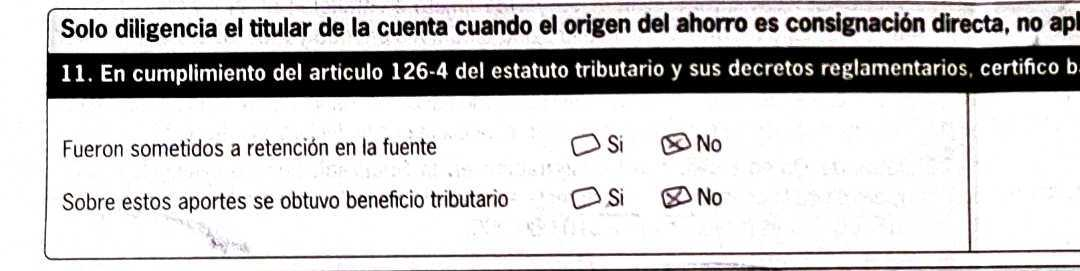 Solo diligencia el titular de la cuenta cuando el origen del ahorro es consignación directa, no apl
11. En cumplimiento del articulo 126-4 del estatuto tributario y sus decretos reglamentarios, certifico b
Fueron sometidos a retención en la fuente Si No
Sobre estos aportes se obtuvo beneficio tributario Si No